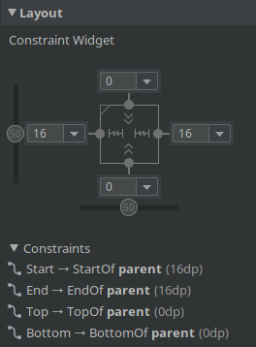 Layout
Constraint Widget
0
50
16
16
0
50
Constraints
Start → StartOf parent (16dp)
End → EndOf parent (16dp)
Top → TopOf parent (0dp)
Bottom → BottomOf parent (0dp)